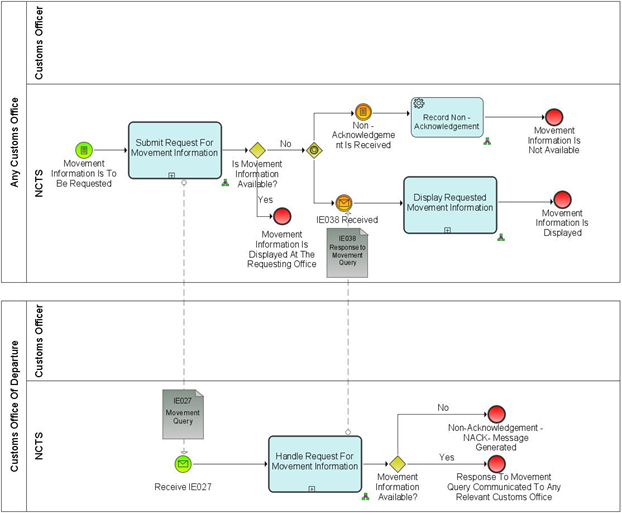 Any Customs Office
Customs Officer
NCTS
Movement
Information Is To
Be Requested
Submit Request For
Movement Information
Is Movement
Information
Available?
No
Yes
Movement
Information Is
Displayed At The
Requesting Office
Non -
Acknowledgeme
nt Is Received
Record Non -
Acknowledgement
Movement
Information Is
Not Available
IE038 Received
Display Requested
Movement Information
Movement
Information Is
Displayed
IE038
Response to
Movement
Query
Customs Office Of Departure
Customs Officer
NCTS
IE027
Movement
Query
Receive IE027
Handle Request For
Movement Information
Movement
Information
Available?
No
Non-Acknowledgement -
NACK- Message
Generated
Yes
Response To Movement
Query Communicated To Any
Relevant Customs Office